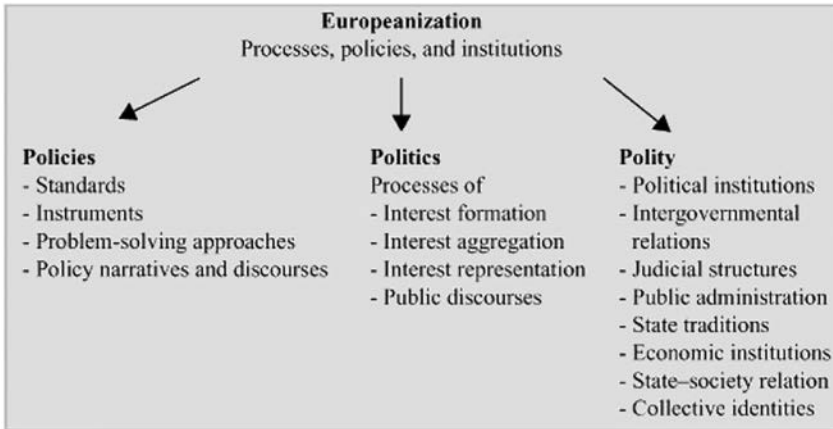 Europeanization
Processes, policies, and institutions
Policies
- Standards
- Instruments
- Problem-solving approaches
- Policy narratives and discourses
Politics
Processes of
- Interest formation
- Interest aggregation
- Interest representation
- Public discourses
Polity
- Political institutions
- Intergovernmental
relations
- Judicial structures
- Public administration
- State traditions
- Economic institutions
- State–society relation
- Collective identities